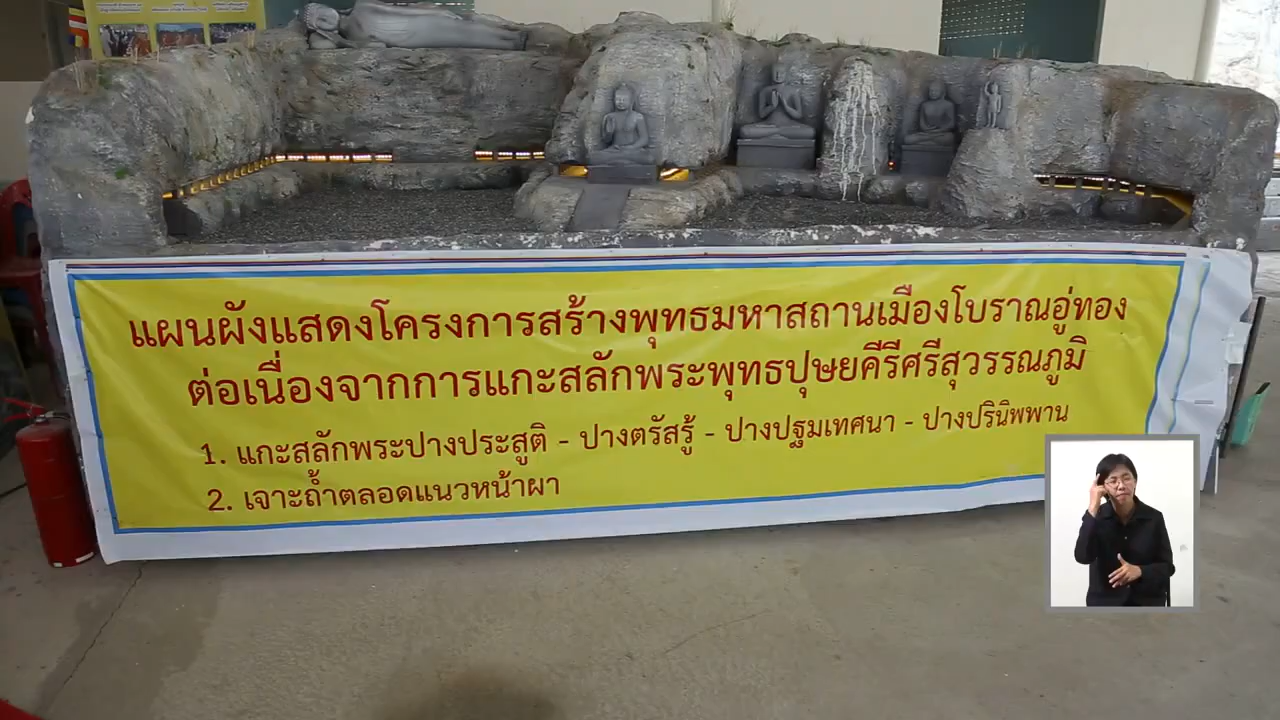 แผนผังแสดงโครงการสร้างพุทธมหาสถานเมืองโบราณอู่ทอง
ต่อเนื่องจากการแกะสลักพระพุทธปุษยคีรีศรีสุวรรณภูมิ
1. แกะสลักพระปางประสูติ - ปางตรัสรู้ - ปางปฐมเทศนา - ปางปรินิพพาน
2. เจาะถ้ำตลอดแนวหน้าผา